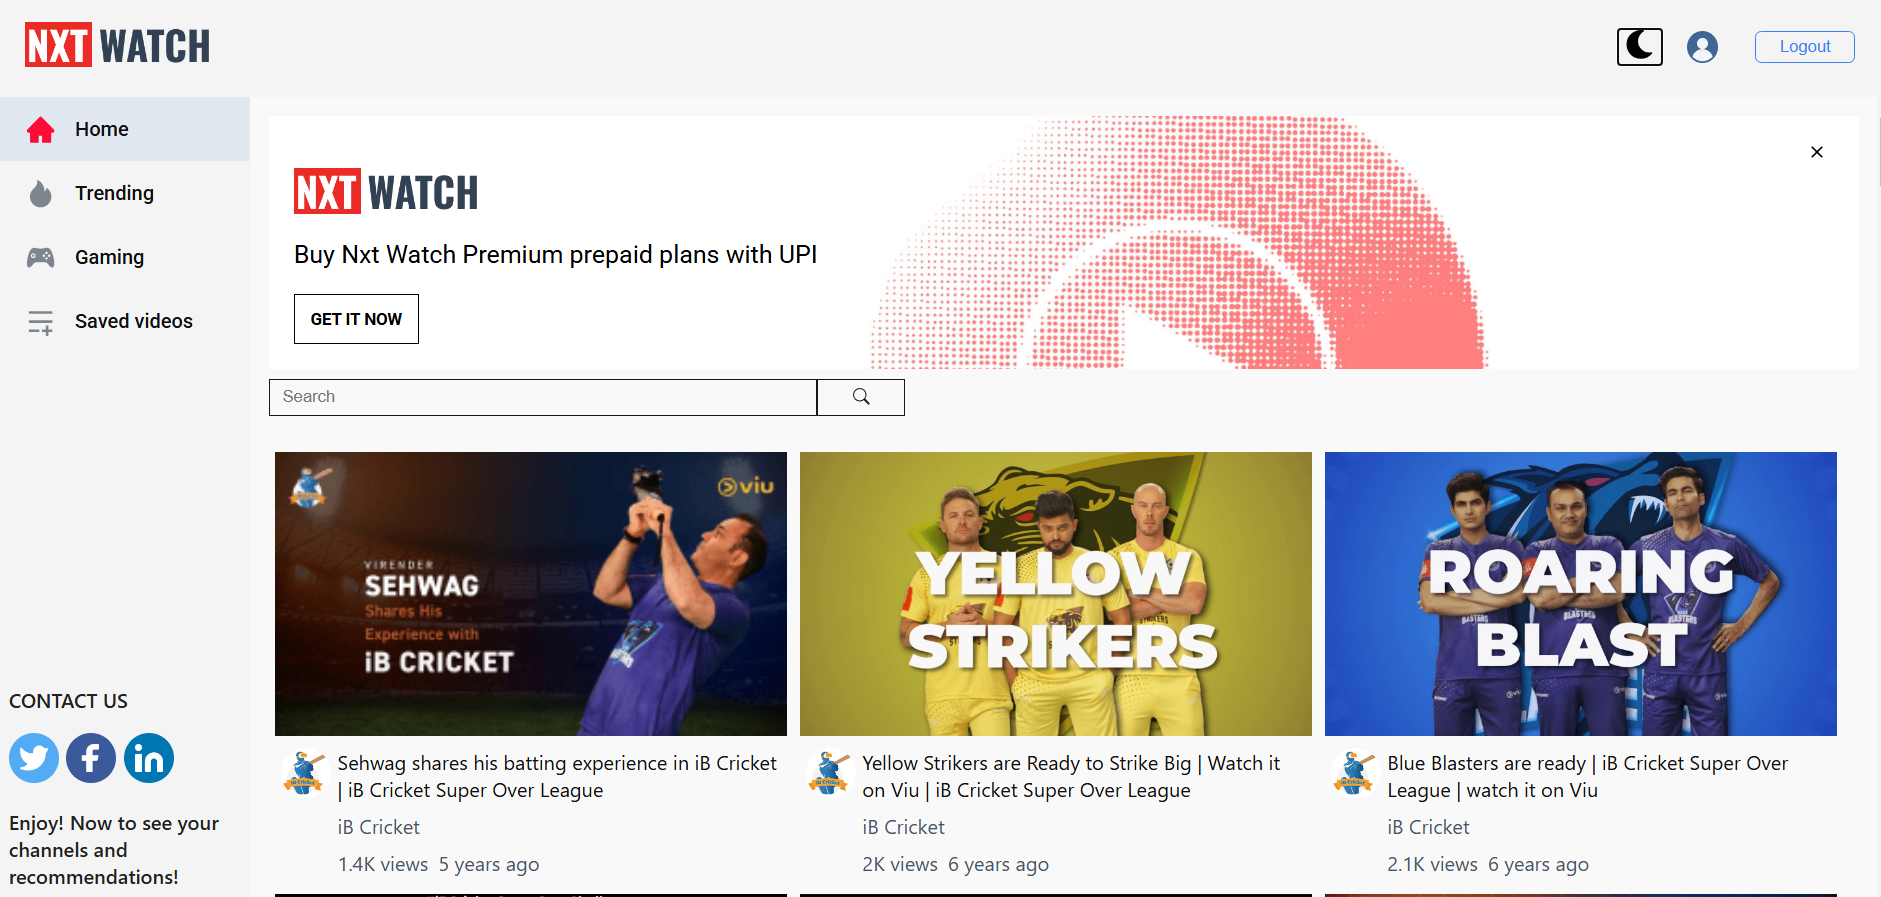 NXT WATCH
Logout
Home
Trending
Gaming
Saved videos
CONTACT US
Enjoy! Now to see your
channels and
recommendations!
NXT WATCH
Buy Nxt Watch Premium prepaid plans with UPI
GET IT NOW
Search
viu
VIRENDER
SEHWAG
Shares His
Experience with
iB CRICKET
Sehwag shares his batting experience in iB Cricket
| iB Cricket Super Over League
iB Cricket
1.4K views 5 years ago
YELLOW
STRIKERS
Yellow Strikers are Ready to Strike Big | Watch it
on Viu | iB Cricket Super Over League
iB Cricket
2K views 6 years ago
ROARING
BLAST
Blue Blasters are ready | iB Cricket Super Over
League | watch it on Viu
iB Cricket
2.1K views 6 years ago